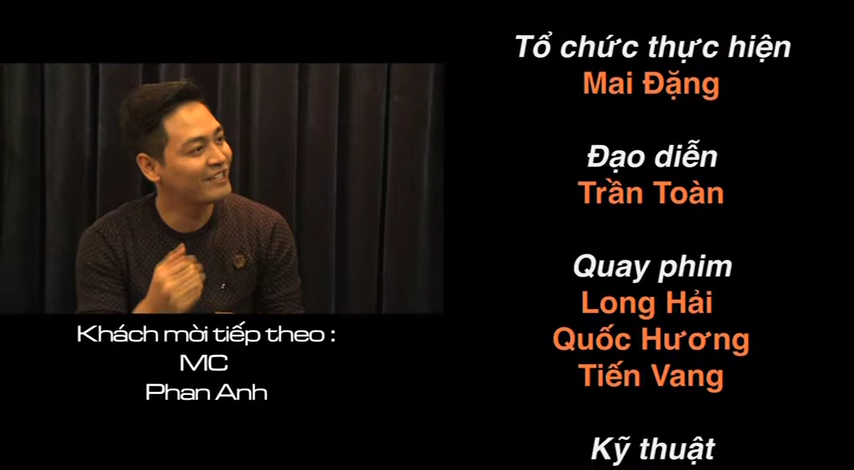 Khách mời tiếp theo :
MC
Phan Anh
Tổ chức thực hiện
Mai Đặng
Đạo diễn
Trần Toàn
Quay phim
Long Hải
Quốc Hương
Tiến Vang
Kỹ thuật